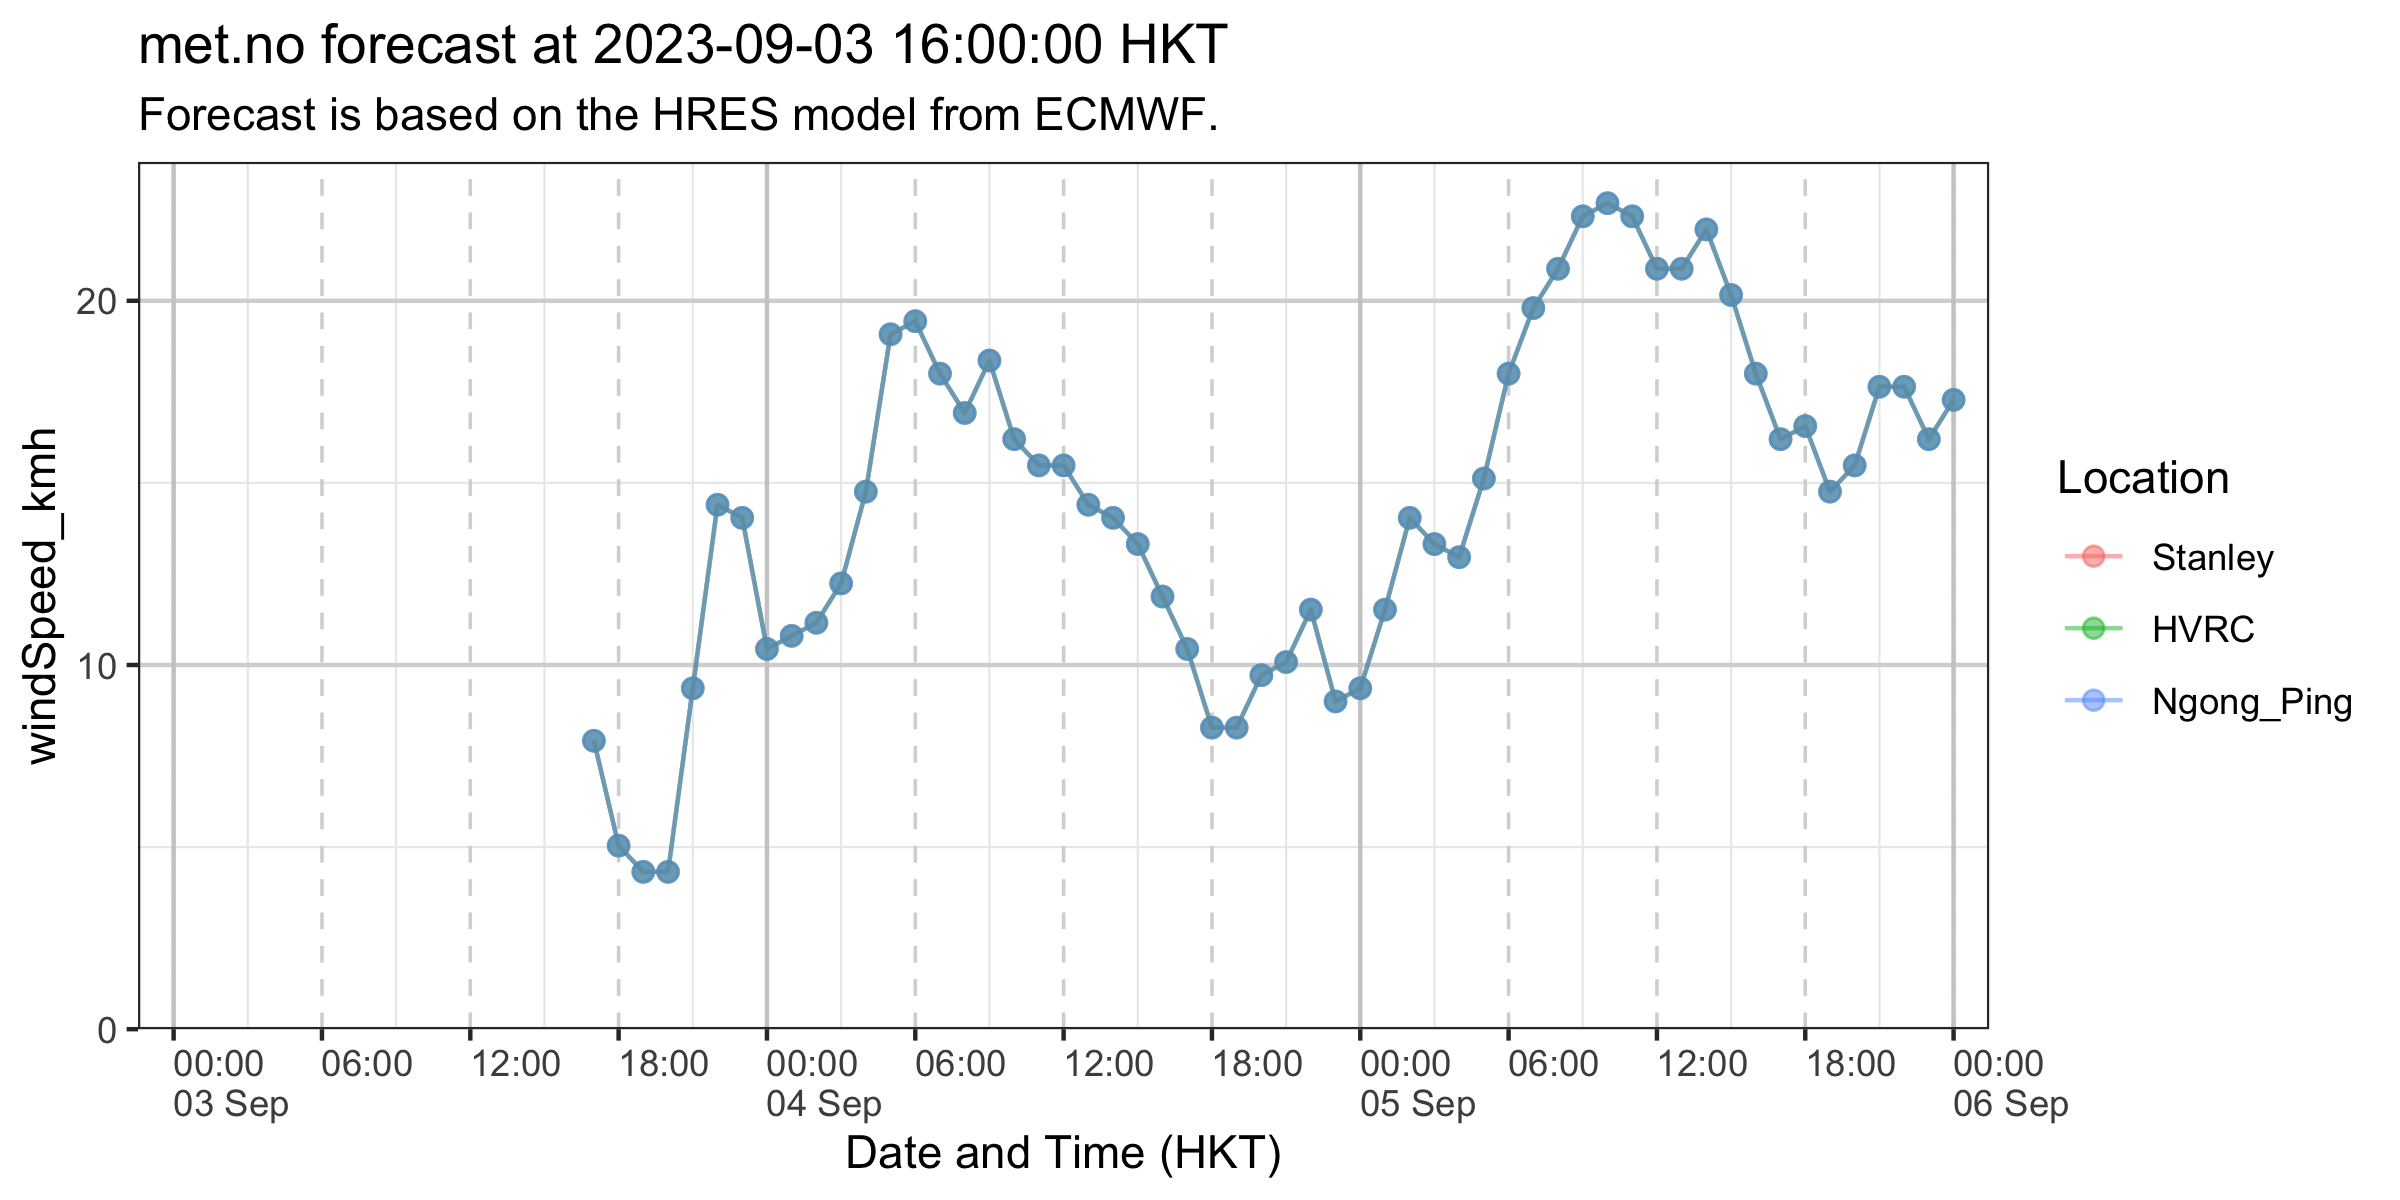 met.no forecast at 2023-09-03 16:00:00 HKT
Forecast is based on the HRES model from ECMWF.
windSpeed_kmh
20
10
0
00:00 06:00 12:00 18:00 00:00 06:00 12:00 18:00 00:00 06:00 12:00 18:00 00:00
03 Sep 04 Sep 05 Sep 06 Sep
Date and Time (HKT)
Location
Stanley
HVRC
Ngong_Ping